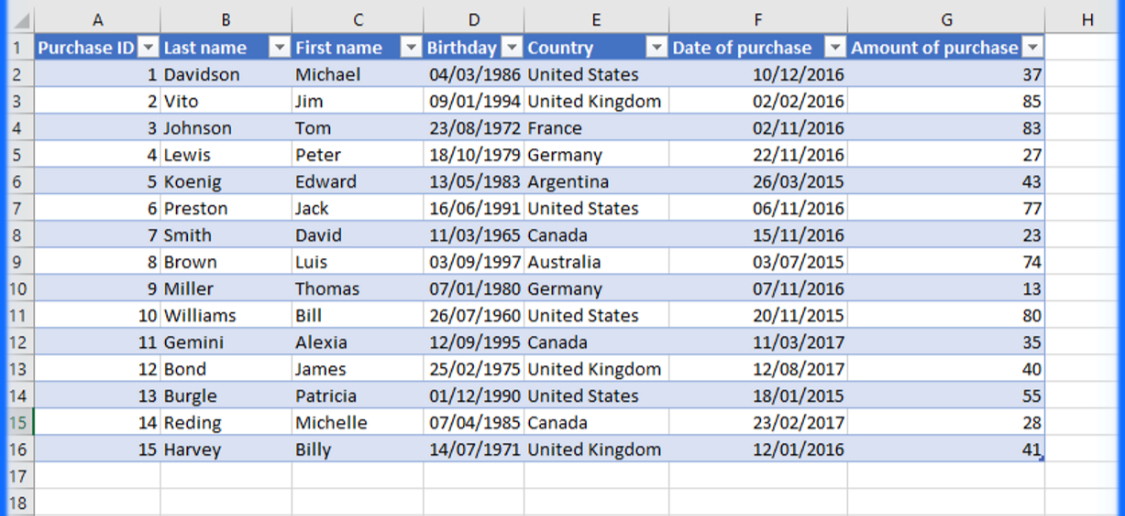 A B C D E F G H
1 Purchase ID Last name First name Birthday Country Date of purchase Amount of purchase
2 1 Davidson Michael 04/03/1986 United States 10/12/2016 37
3 2 Vito Jim 09/01/1994 United Kingdom 02/02/2016 85
4 3 Johnson Tom 23/08/1972 France 02/11/2016 83
5 4 Lewis Peter 18/10/1979 Germany 22/11/2016 27
6 5 Koenig Edward 13/05/1983 Argentina 26/03/2015 43
7 6 Preston Jack 16/06/1991 United States 06/11/2016 77
8 7 Smith David 11/03/1965 Canada 15/11/2016 23
9 8 Brown Luis 03/09/1997 Australia 03/07/2015 74
10 9 Miller Thomas 07/01/1980 Germany 07/11/2016 13
11 10 Williams Bill 26/07/1960 United States 20/11/2015 80
12 11 Gemini Alexia 12/09/1995 Canada 11/03/2017 35
13 12 Bond James 25/02/1975 United Kingdom 12/08/2017 40
14 13 Burgle Patricia 01/12/1990 United States 18/01/2015 55
15 14 Reding Michelle 07/04/1985 Canada 23/02/2017 28
16 15 Harvey Billy 14/07/1971 United Kingdom 12/01/2016 41
17
18